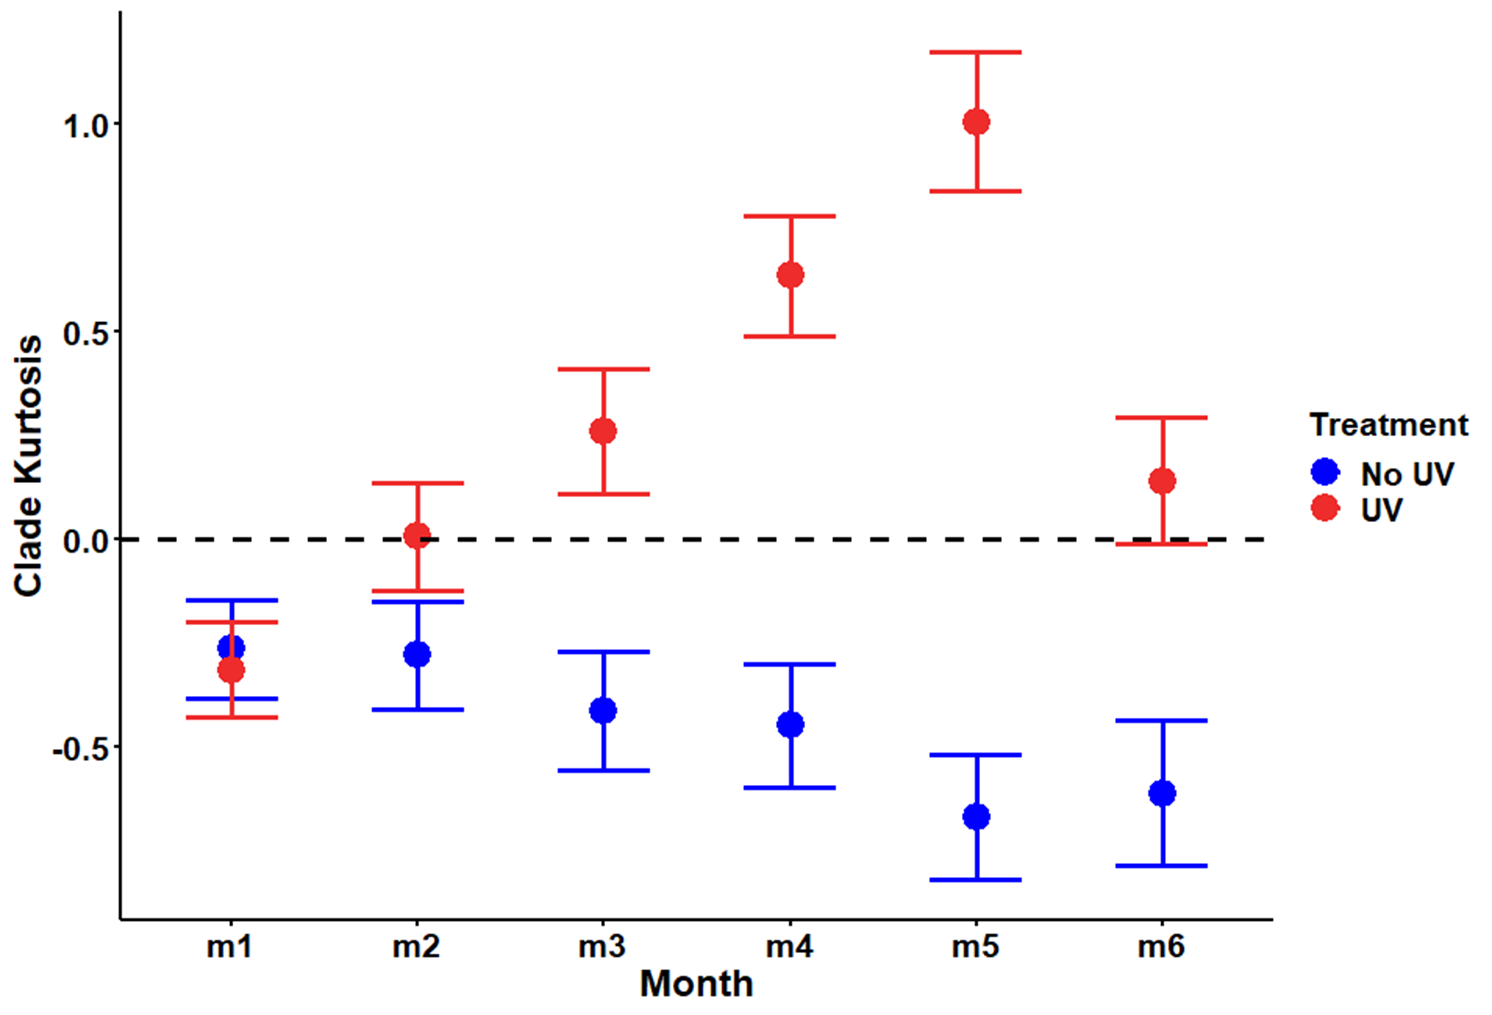 Clade Kurtosis
1.0
0.5
0.0
-0.5
m1 m2 m3 m4 m5 m6
Month
Treatment
No UV
UV